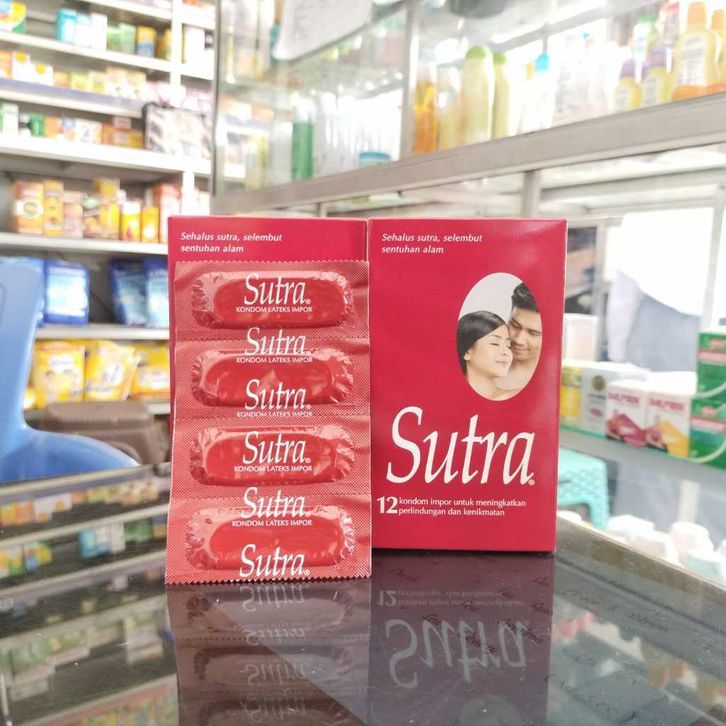 Sehalus sutra, selembut
sentuhan alam
Sutra®
KONDOM LATEKS IMPOR
Sutra®
KONDOM LATEKS IMPOR
Sutra®
KONDOM LATEKS IMPOR
Sutra®
KONDOM LATEKS IMPOR
Sutra®
KONDOM LATEKS IMPOR
Sutra®
Sehalus sutra, selembut
sentuhan alam
Sutra®
12 kondom impor untuk meningkatkan
perlindungan dan kenikmatan